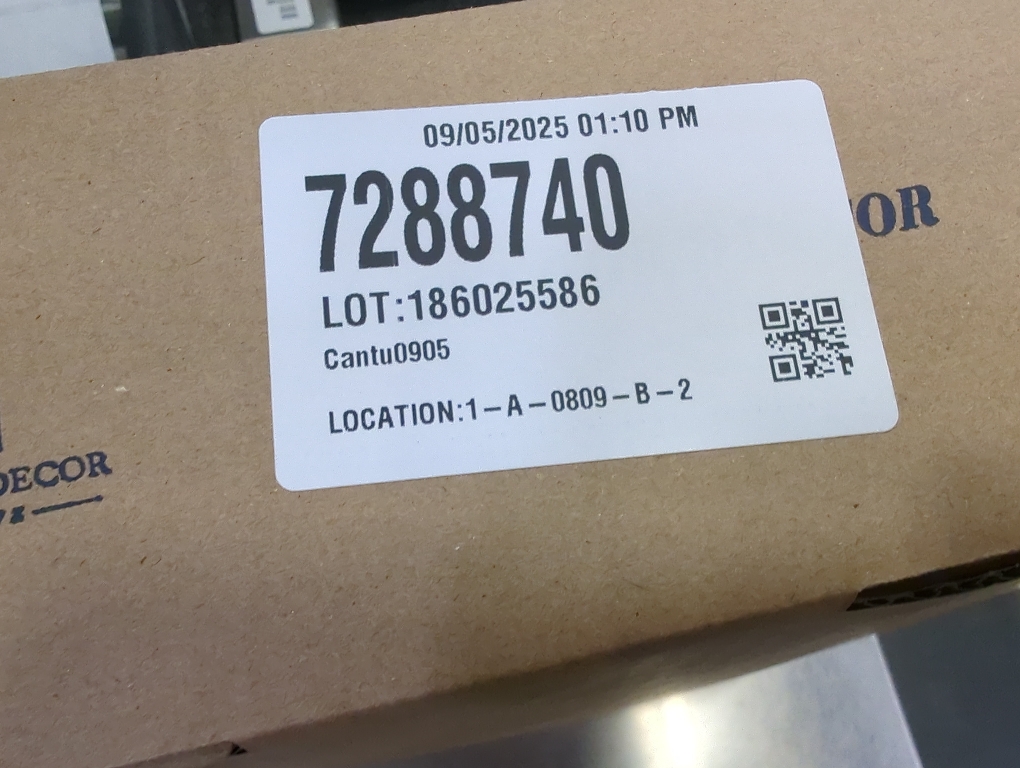 09/05/2025 01:10 PM
7288740
LOT:186025586
Cantu0905
LOCATION:1-A-0809-B-2
OR
DECOR